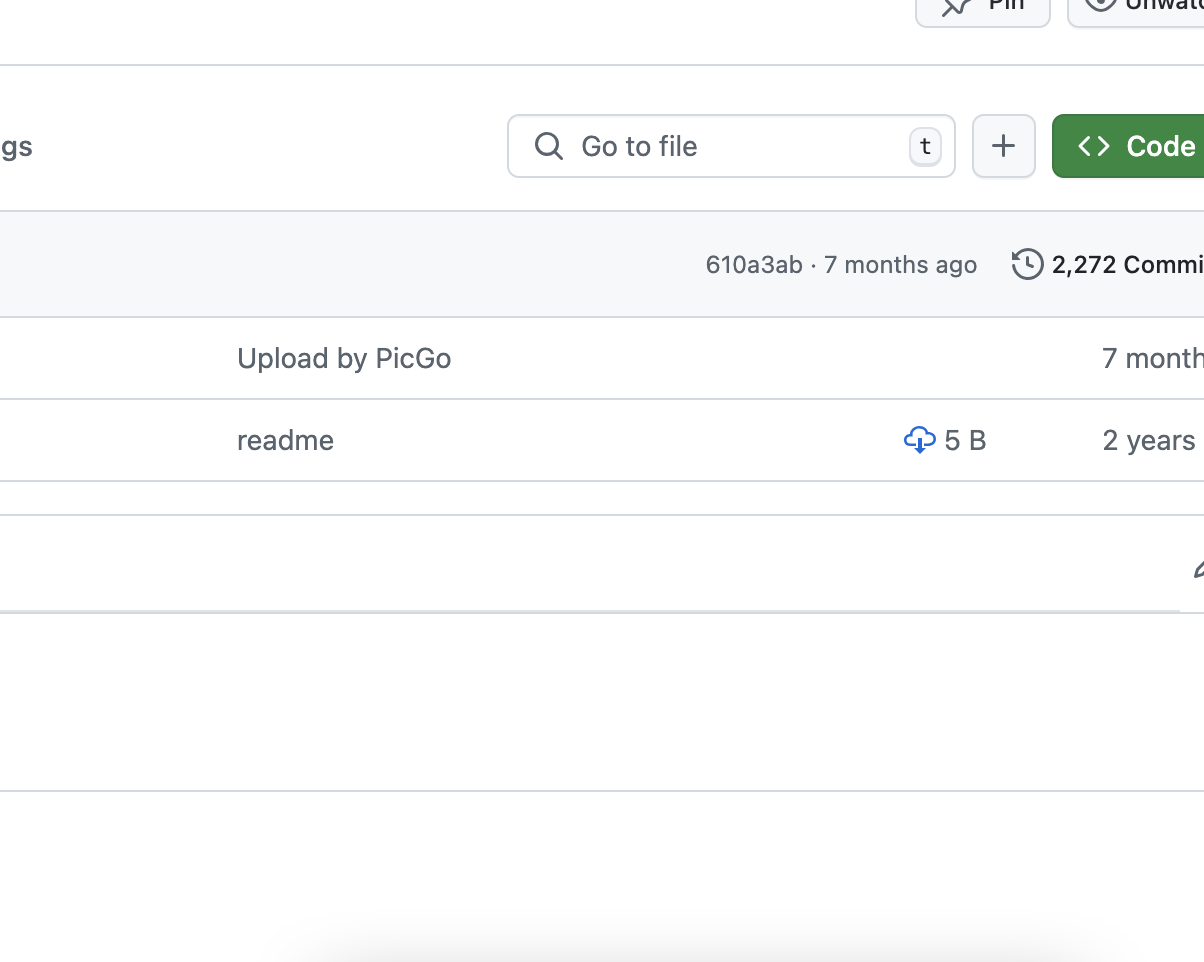 Pin
gs
Go to file t
Code
610a3ab · 7 months ago 2,272 Commi
Upload by PicGo 7 month
readme 5 B 2 years